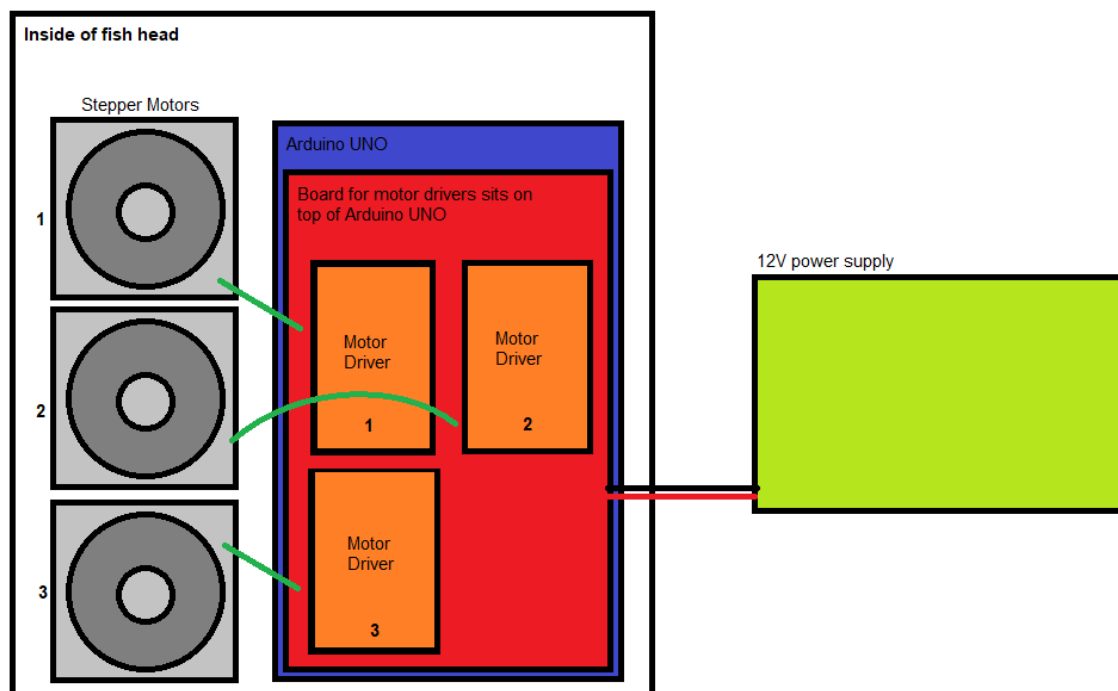 Inside of fish head
Stepper Motors
Arduino UNO
1
Board for motor drivers sits on
top of Arduino UNO
12V power supply
Motor
Driver
1
Motor
Driver
2
2
Motor
Driver
3
3